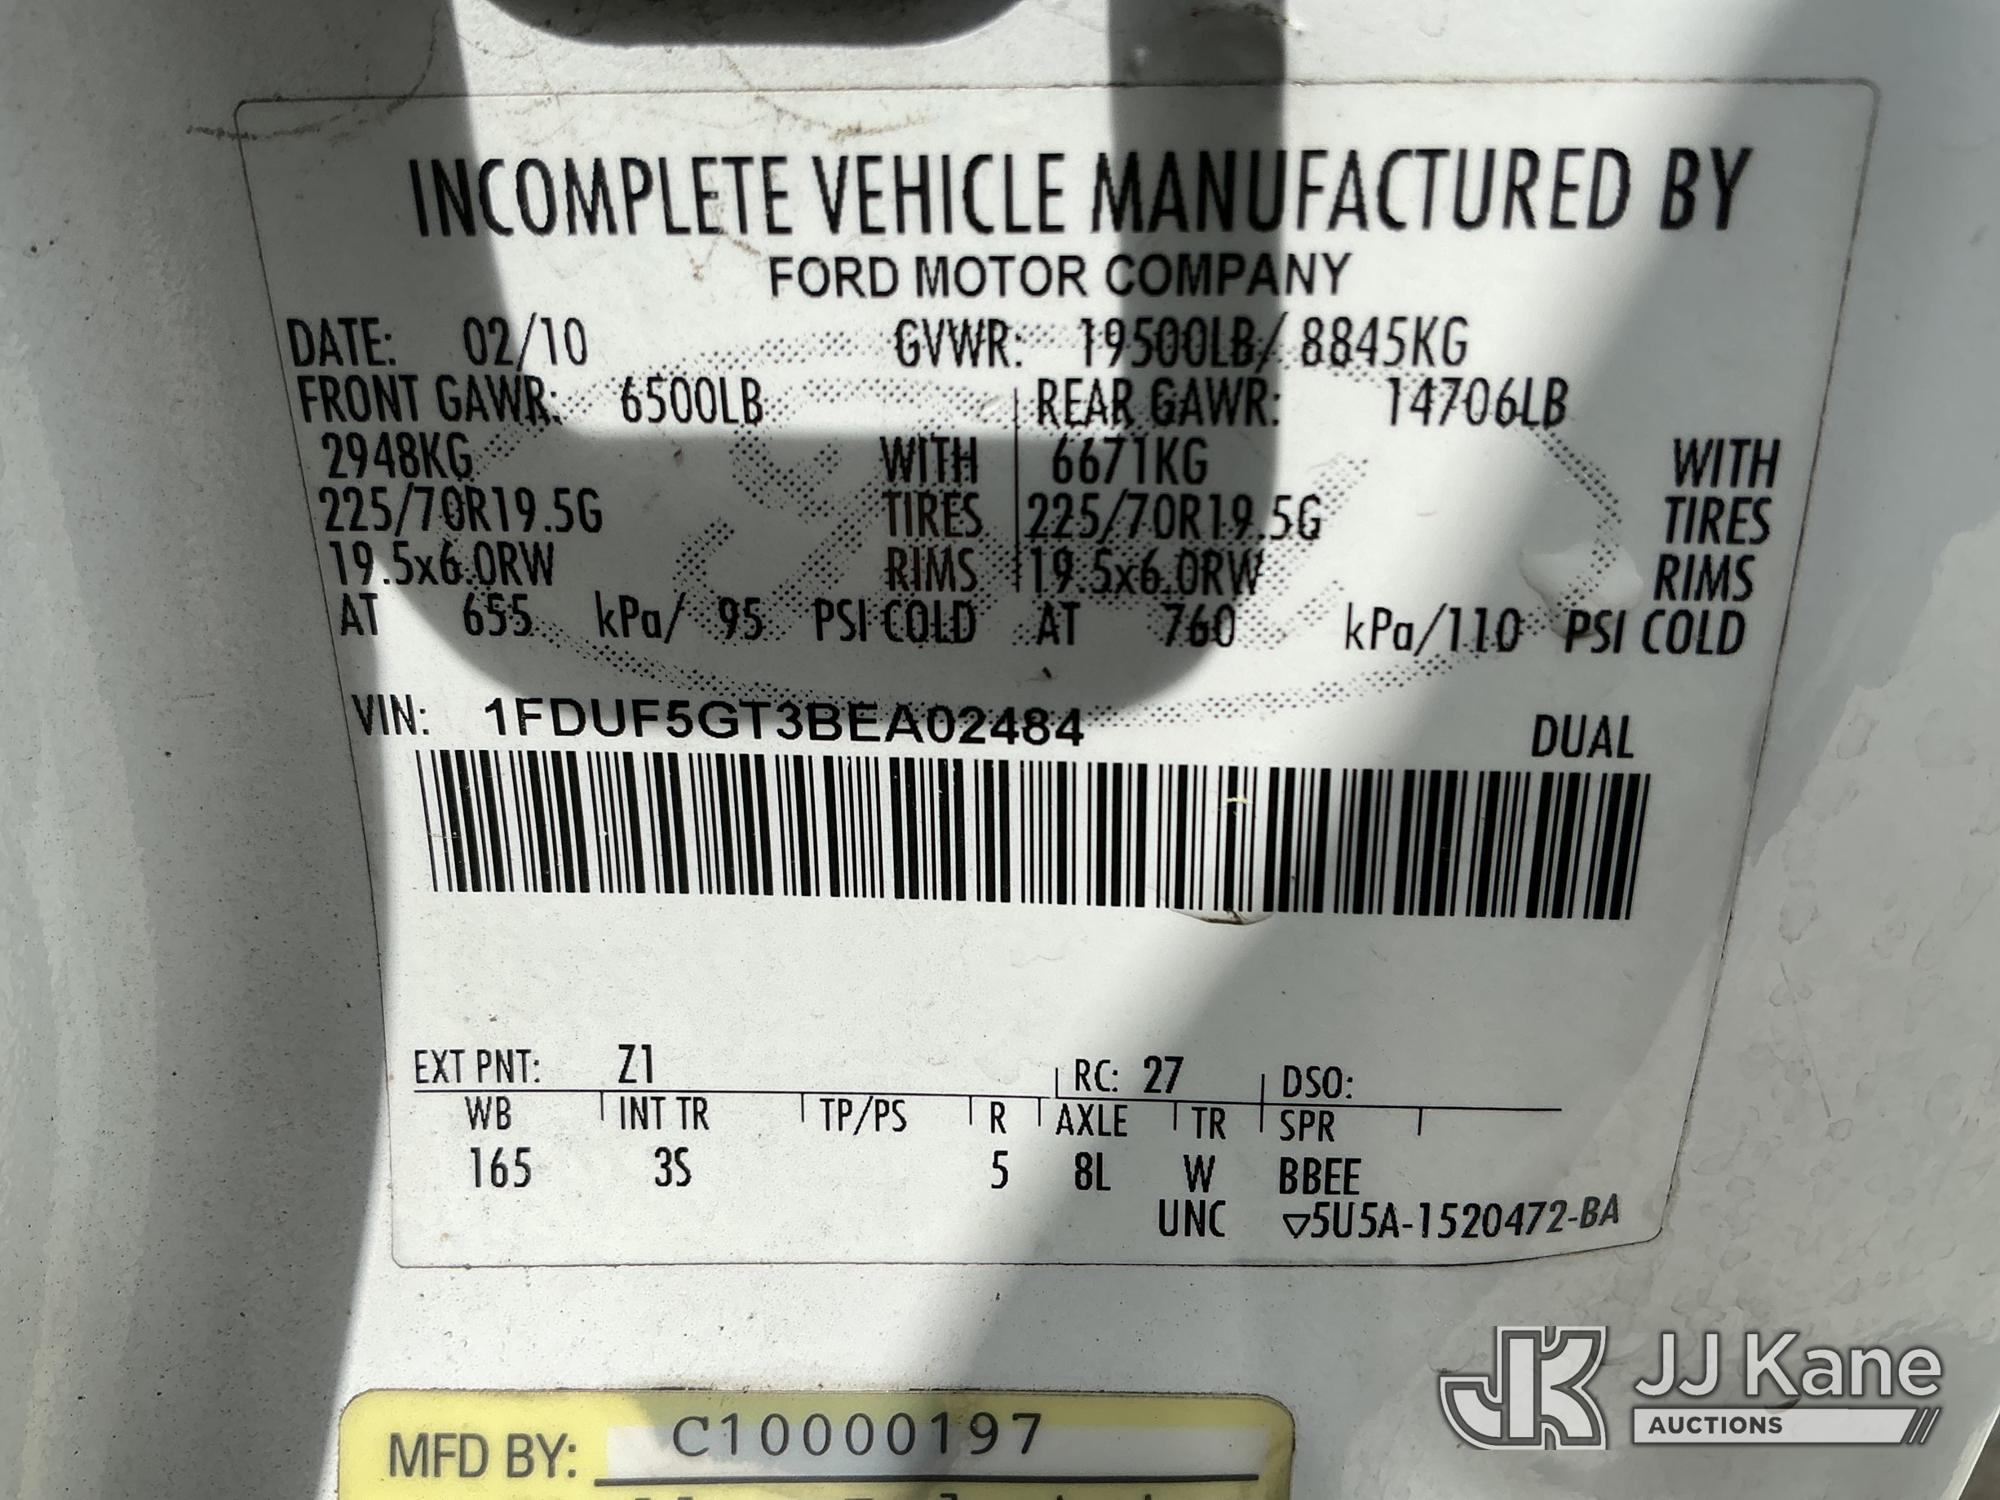 INCOMPLETE VEHICLE MANUFACTURED BY
FORD MOTOR COMPANY
DATE: 02/10 GVWR: 19500LB/ 8845KG
FRONT GAWR: 6500LB REAR GAWR: 14706LB
2948KG WITH 6671KG WITH
225/70R19.5G TIRES 225/70R19.5G TIRES
19.5x6.0RW RIMS 19.5x6.0RW RIMS
AT 655 kPa/ 95 PSI COLD AT 760 kPa/110 PSI COLD
VIN: 1FDUF5GT3BEA02484 DUAL
EXT PNT: Z1 RC: 27 DSO:
WB INT TR TP/PS R AXLE TR SPR
165 3S 5 8L W BBEE
UNC ▽5U5A-1520472-BA
MFD BY: C10000197
JJ Kane
AUCTIONS